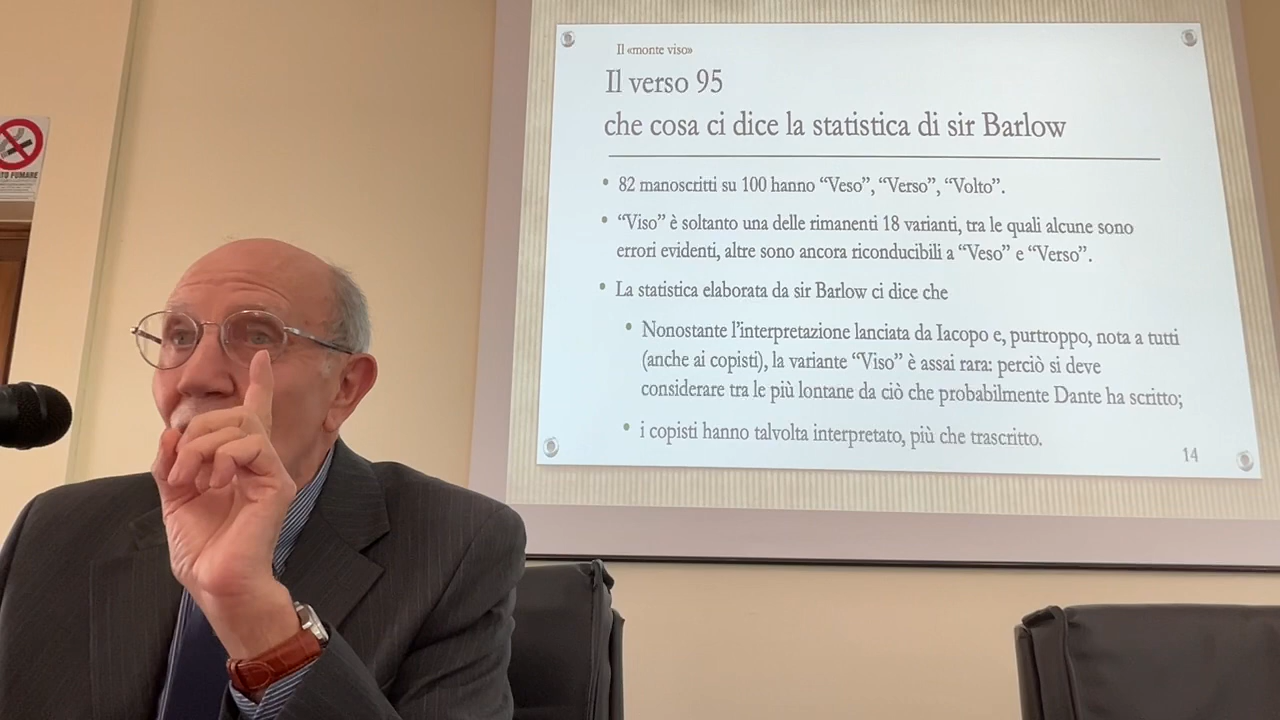 TO FUMARE
Il «monte viso»
Il verso 95
che cosa ci dice la statistica di sir Barlow
• 82 manoscritti su 100 hanno “Veso”, “Verso”, “Volto”.
• “Viso” è soltanto una delle rimanenti 18 varianti, tra le quali alcune sono
errori evidenti, altre sono ancora riconducibili a “Veso” e “Verso”.
• La statistica elaborata da sir Barlow ci dice che
• Nonostante l’interpretazione lanciata da Iacopo e, purtroppo, nota a tutti
(anche ai copisti), la variante “Viso” è assai rara: perciò si deve
considerare tra le più lontane da ciò che probabilmente Dante ha scritto;
• i copisti hanno talvolta interpretato, più che trascritto.
14